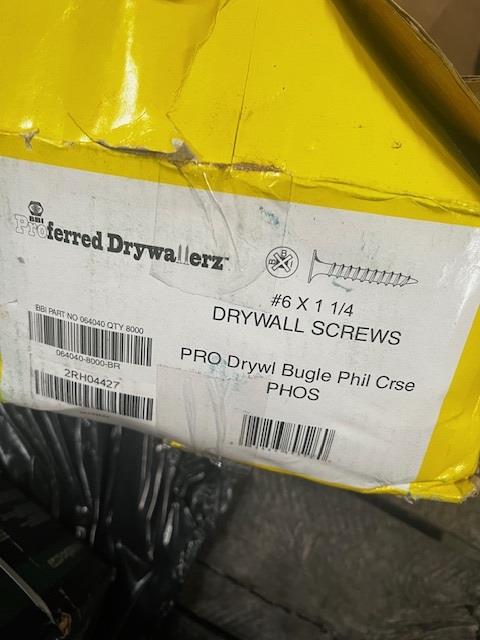 BBI
Proferred Drywallerz
#6 X 1 1/4
DRYWALL SCREWS
BBI PART NO 064040 QTY 8000
064040-8000-BR
2RH04427
PRO Drywl Bugle Phil Crse
PHOS